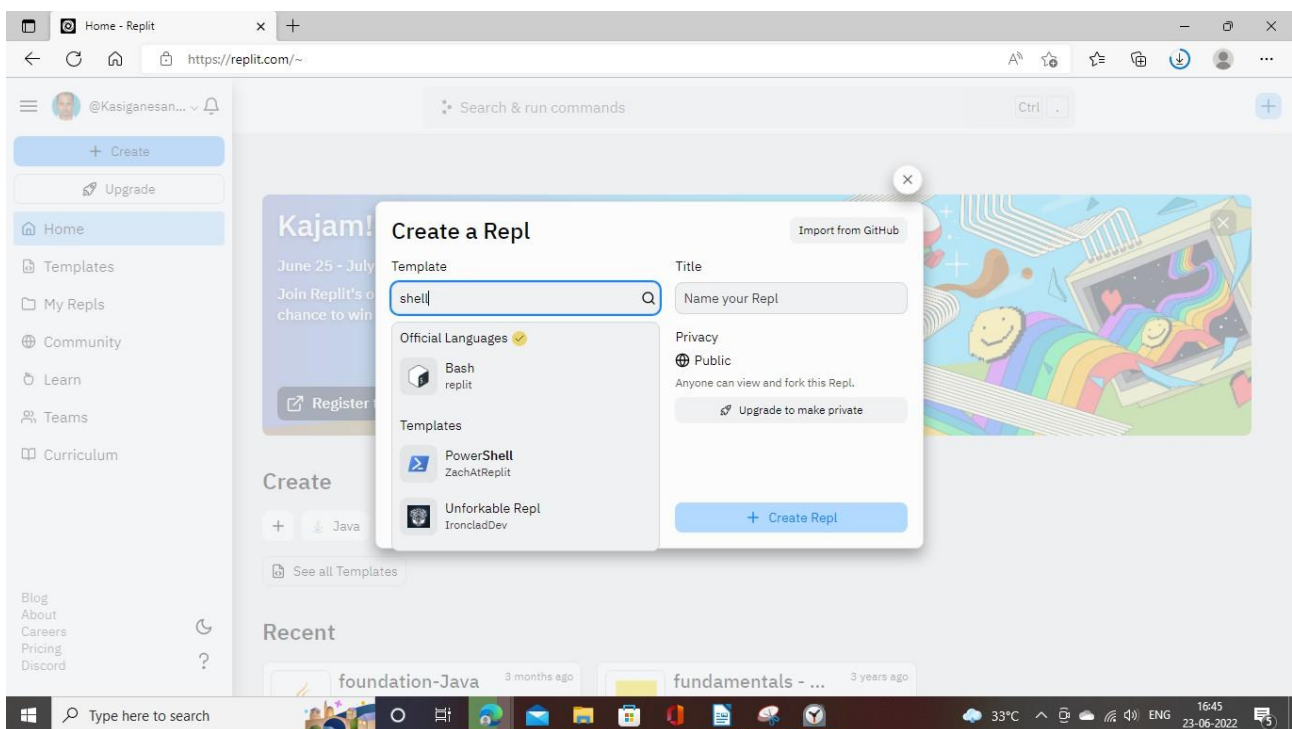 Home - Replit
https://replit.com/~
@Kasiganesan...
Search & run commands
Ctrl .
+ Create
Upgrade
Home
Templates
My Repls
Community
Learn
Teams
Curriculum
Blog
About
Careers
Pricing
Discord
?
Kajam!
June 25 - July
Join Replit's o
chance to win
Register
Create a Repl
Import from GitHub
Template
shell
Official Languages
Bash
replit
Templates
PowerShell
ZachAtReplit
Unforkable Repl
IroncladDev
Title
Name your Repl
Privacy
Public
Anyone can view and fork this Repl.
Upgrade to make private
+ Create Repl
Create
+ Java
See all Templates
Recent
foundation-Java 3 months ago
fundamentals - ... 3 years ago
Type here to search
33°C
ENG
16:45
23-06-2022
5